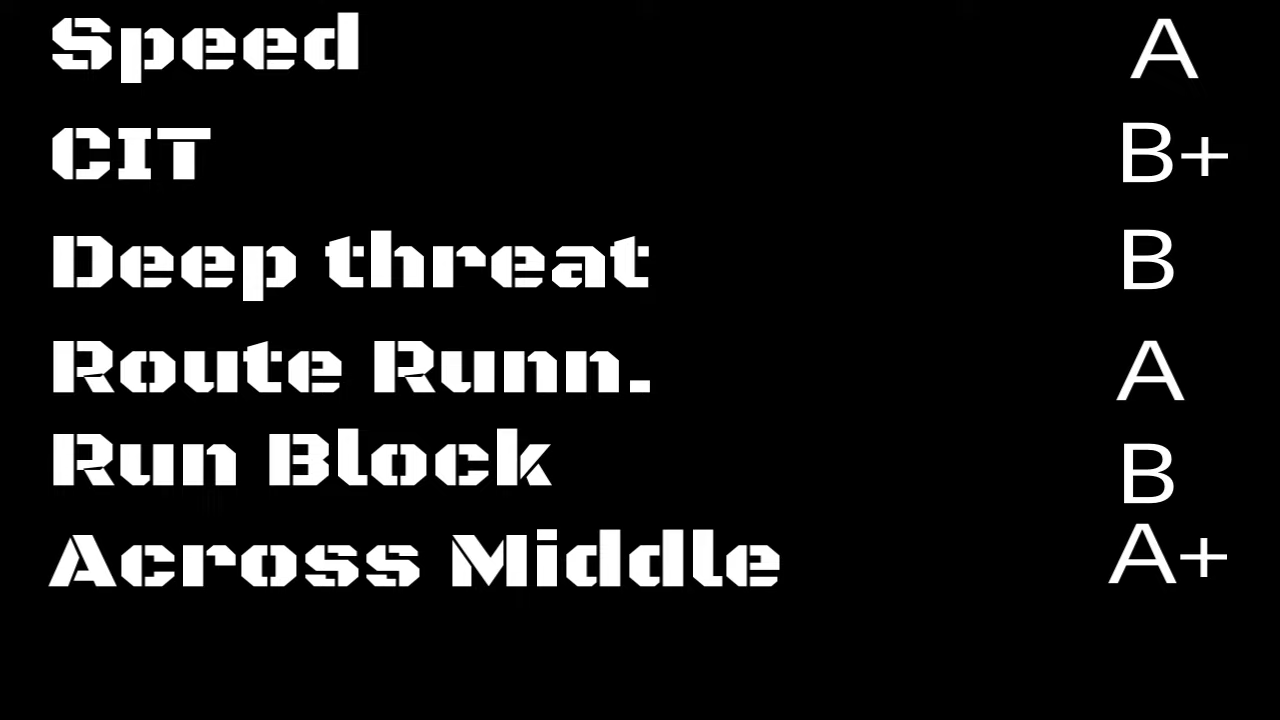 Speed A
CIT B+
Deep threat B
Route Runn. A
Run Block B
Across Middle A+